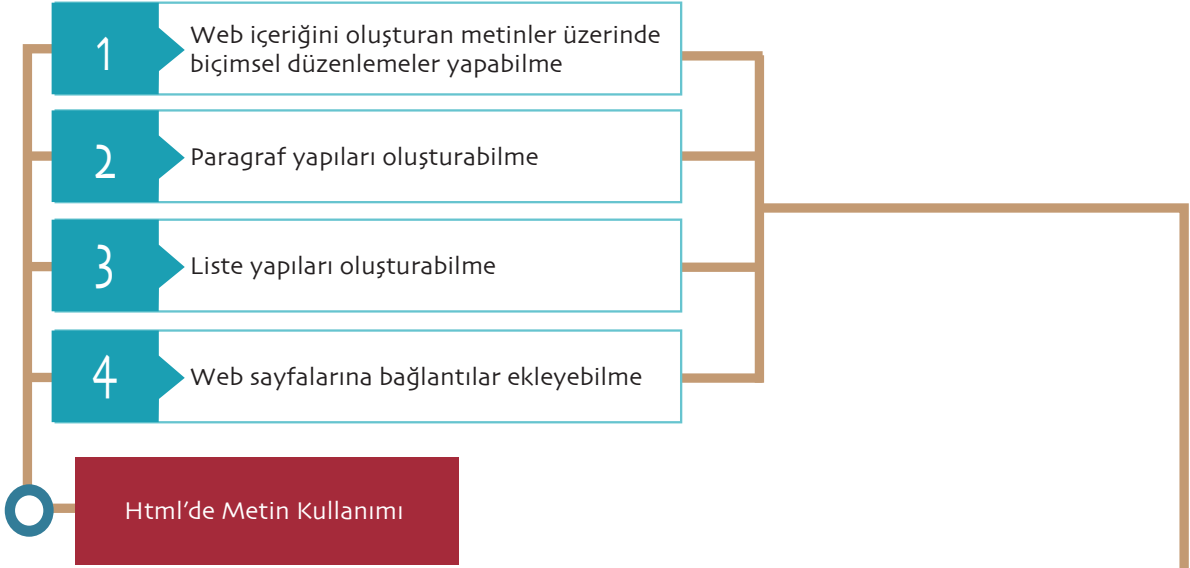 1
Web içeriğini oluşturan metinler üzerinde
biçimsel düzenlemeler yapabilme
2
Paragraf yapıları oluşturabilme
3
Liste yapıları oluşturabilme
4
Web sayfalarına bağlantılar ekleyebilme
Html’de Metin Kullanımı